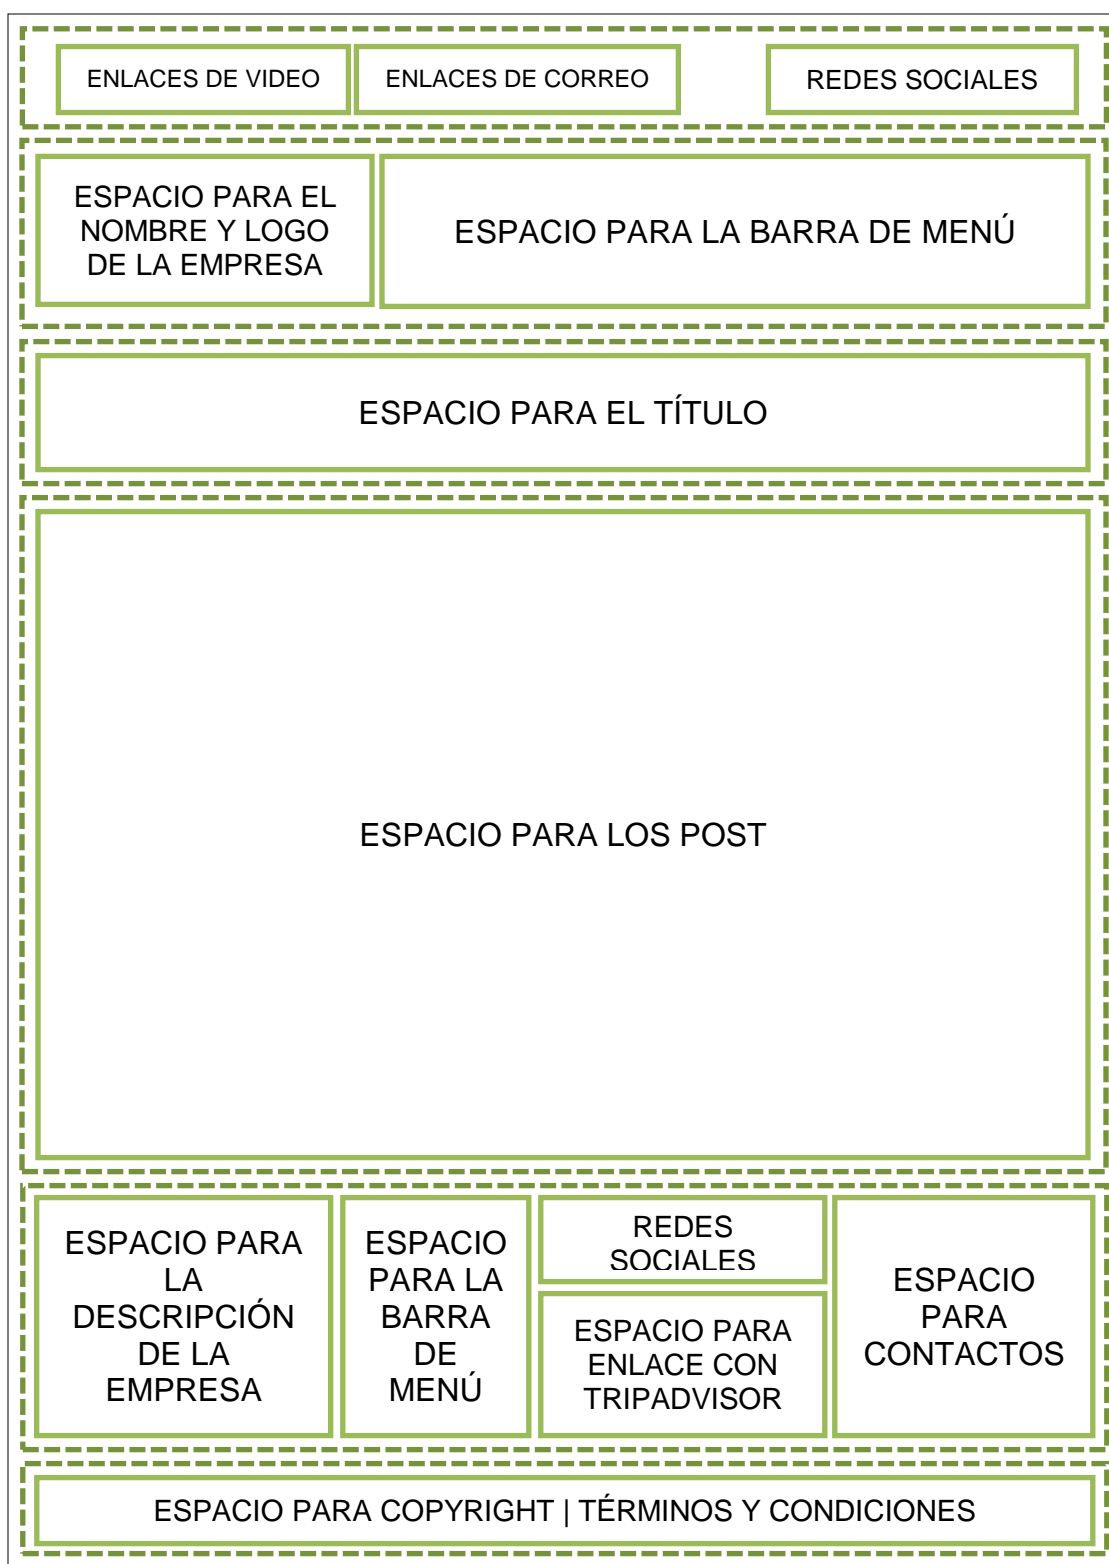 ENLACES DE VIDEO
ENLACES DE CORREO
REDES SOCIALES
ESPACIO PARA EL
NOMBRE Y LOGO
DE LA EMPRESA
ESPACIO PARA LA BARRA DE MENÚ
ESPACIO PARA EL TÍTULO
ESPACIO PARA LOS POST
ESPACIO PARA
LA
DESCRIPCIÓN
DE LA
EMPRESA
ESPACIO
PARA LA
BARRA
DE
MENÚ
REDES
SOCIALES
ESPACIO PARA
ENLACE CON
TRIPADVISOR
ESPACIO
PARA
CONTACTOS
ESPACIO PARA COPYRIGHT | TÉRMINOS Y CONDICIONES